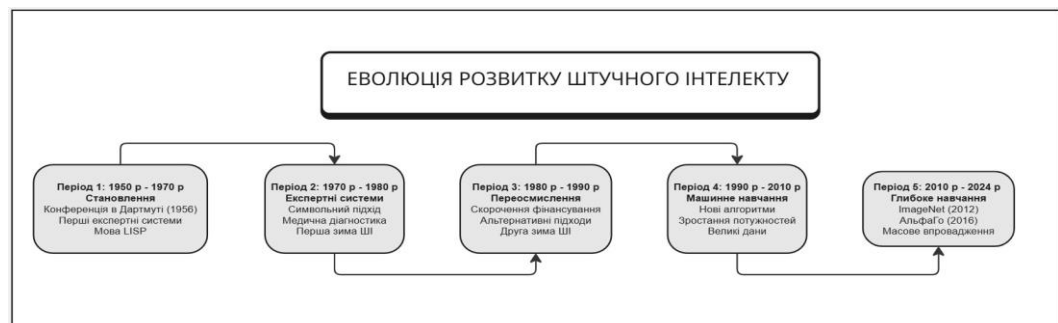 ЕВОЛЮЦІЯ РОЗВИТКУ ШТУЧНОГО ІНТЕЛЕКТУ
Період 1: 1950 р - 1970 р
Становлення
Конференція в Дартмуті (1956)
Перші експертні системи
Мова LISP
Період 2: 1970 р - 1980 р
Експертні системи
Символьний підхід
Медична діагностика
Перша зима ШІ
Період 3: 1980 р - 1990 р
Переосмислення
Скорочення фінансування
Альтернативні підходи
Друга зима ШІ
Період 4: 1990 р - 2010 р
Машинне навчання
Нові алгоритми
Зростання потужностей
Великі дани
Період 5: 2010 р - 2024 р
Глибоке навчання
ImageNet (2012)
АльфаГо (2016)
Масове впровадження